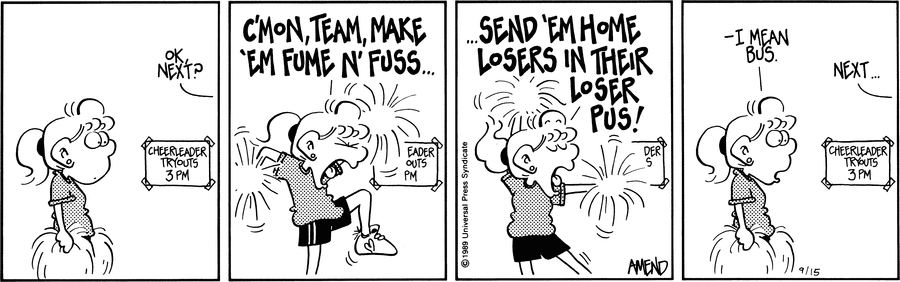 OK,
NEXT?
CHEERLEADER
TRYOUTS
3 PM
C'MON, TEAM, MAKE
'EM FUME N' FUSS...
EADER
OUTS
PM
...SEND 'EM HOME
LOSERS IN THEIR
LOSER
PUS!
DER
S
©1989 Universal Press Syndicate
AMEND
-I MEAN
BUS.
NEXT...
CHEERLEADER
TRYOUTS
3 PM
9/15